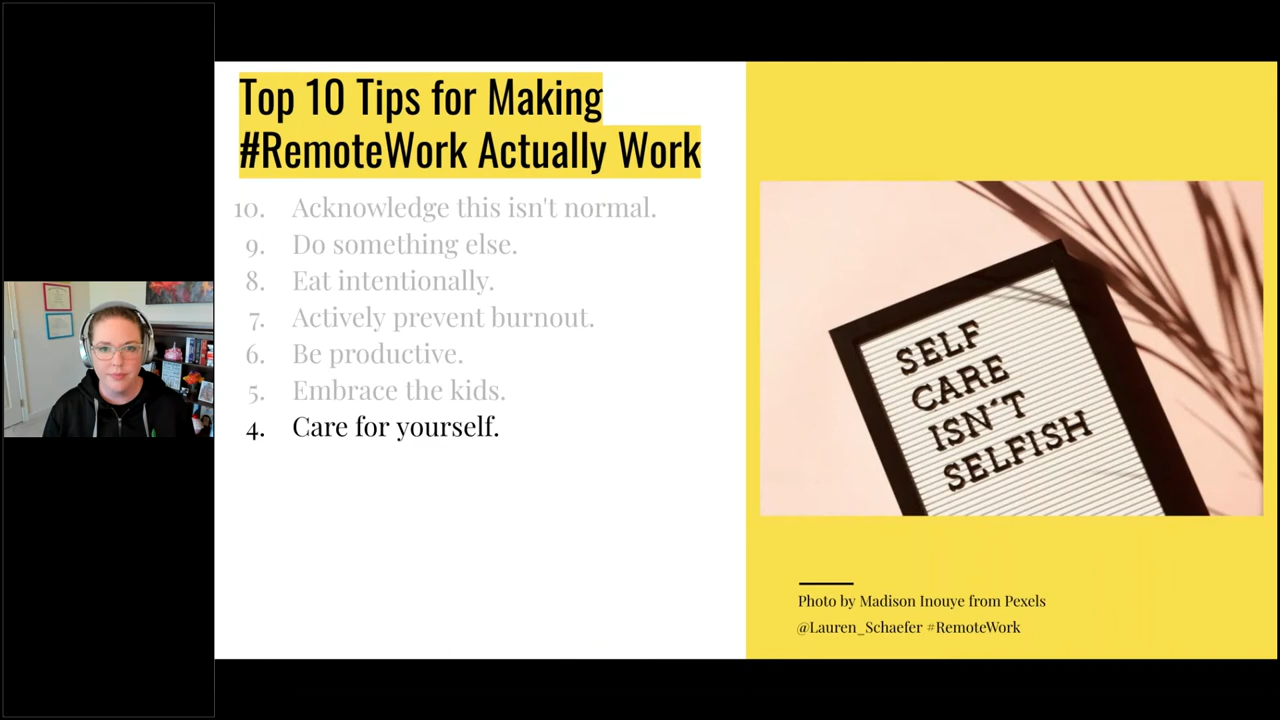 Top 10 Tips for Making
#RemoteWork Actually Work
10. Acknowledge this isn't normal.
9. Do something else.
8. Eat intentionally.
7. Actively prevent burnout.
6. Be productive.
5. Embrace the kids.
4. Care for yourself.
SELF
CARE
ISN'T
SELFISH
Photo by Madison Inouye from Pexels
@Lauren_Schaefer #RemoteWork